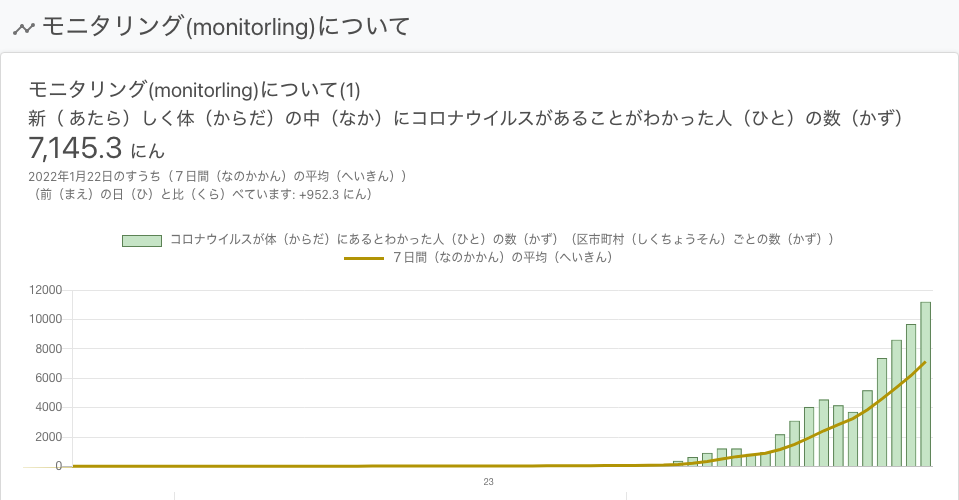 モニタリング(monitorling)について
モニタリング(monitorling)について(1)
新（ あたら）しく体（からだ）の中（なか）にコロナウイルスがあることがわかった人（ひと）の数（かず）
7,145.3 にん
2022年1月22日のすうち（７日間（なのかかん）の平均（へいきん））
（前（まえ）の日（ひ）と比（くら）べています: +952.3 にん）
コロナウイルスが体（からだ）にあるとわかった人（ひと）の数（かず）（区市町村（しくちょうそん）ごとの数（かず））
７日間（なのかかん）の平均（へいきん）
12000
10000
8000
6000
4000
2000
0
23